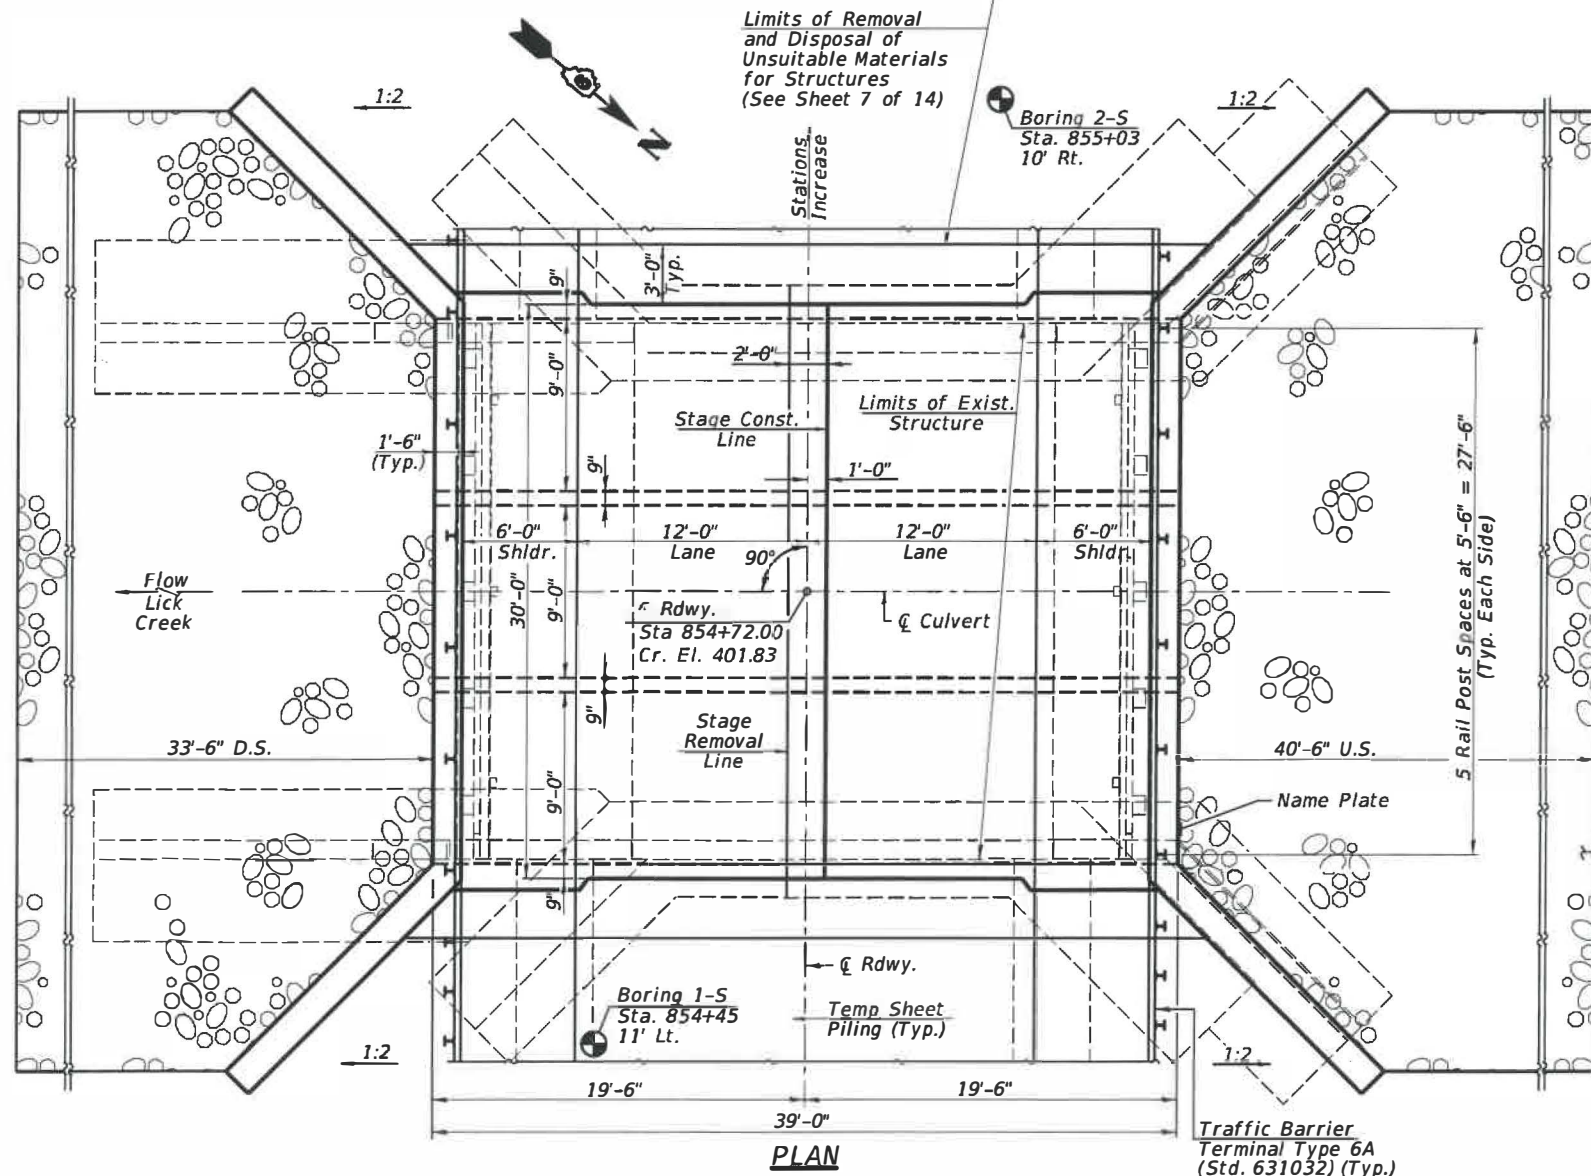 Limits of Removal
and Disposal of
Unsuitable Materials
for Structures
(See Sheet 7 of 14)
N
1:2
1:2
Boring 2-S
Sta. 855+03
10' Rt.
Stations
Increase
9"
3'-0"
Typ.
9'-0"
2'-0"
Stage Const.
Line
Limits of Exist.
Structure
1'-6"
(Typ.)
9"
1'-0"
5 Rail Post Spaces at 5'-6" = 27'-6"
(Typ. Each Side)
6'-0"
Shldr.
12'-0"
Lane
12'-0"
Lane
6'-0"
Shldr.
90°
30'-0"
9'-0"
Flow
Lick
Creek
℄ Rdwy.
Sta 854+72.00
Cr. El. 401.83
℄ Culvert
9"
Stage
Removal
Line
33'-6" D.S.
40'-6" U.S.
9'-0"
Name Plate
9"
℄ Rdwy.
Boring 1-S
Sta. 854+45
11' Lt.
Temp Sheet
Piling (Typ.)
1:2
1:2
19'-6"
19'-6"
39'-0"
Traffic Barrier
Terminal Type 6A
(Std. 631032) (Typ.)
PLAN